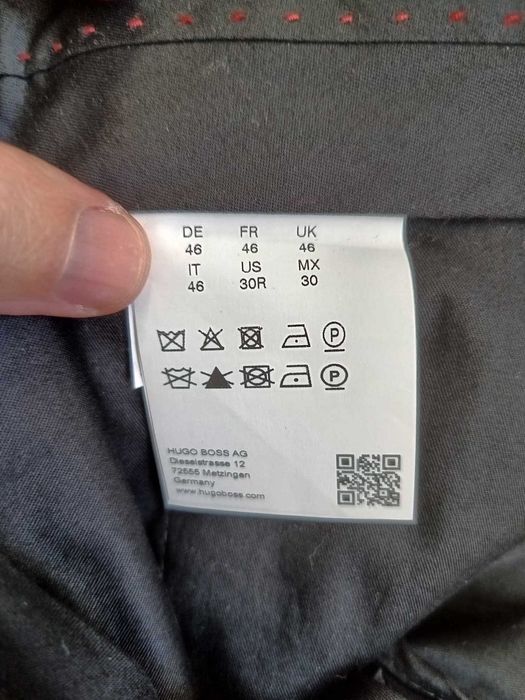 DE FR UK
46 46 46
IT US MX
46 30R 30
P
P
HUGO BOSS AG
Dieselstrasse 12
72555 Metzingen
Germany
www.hugoboss.com